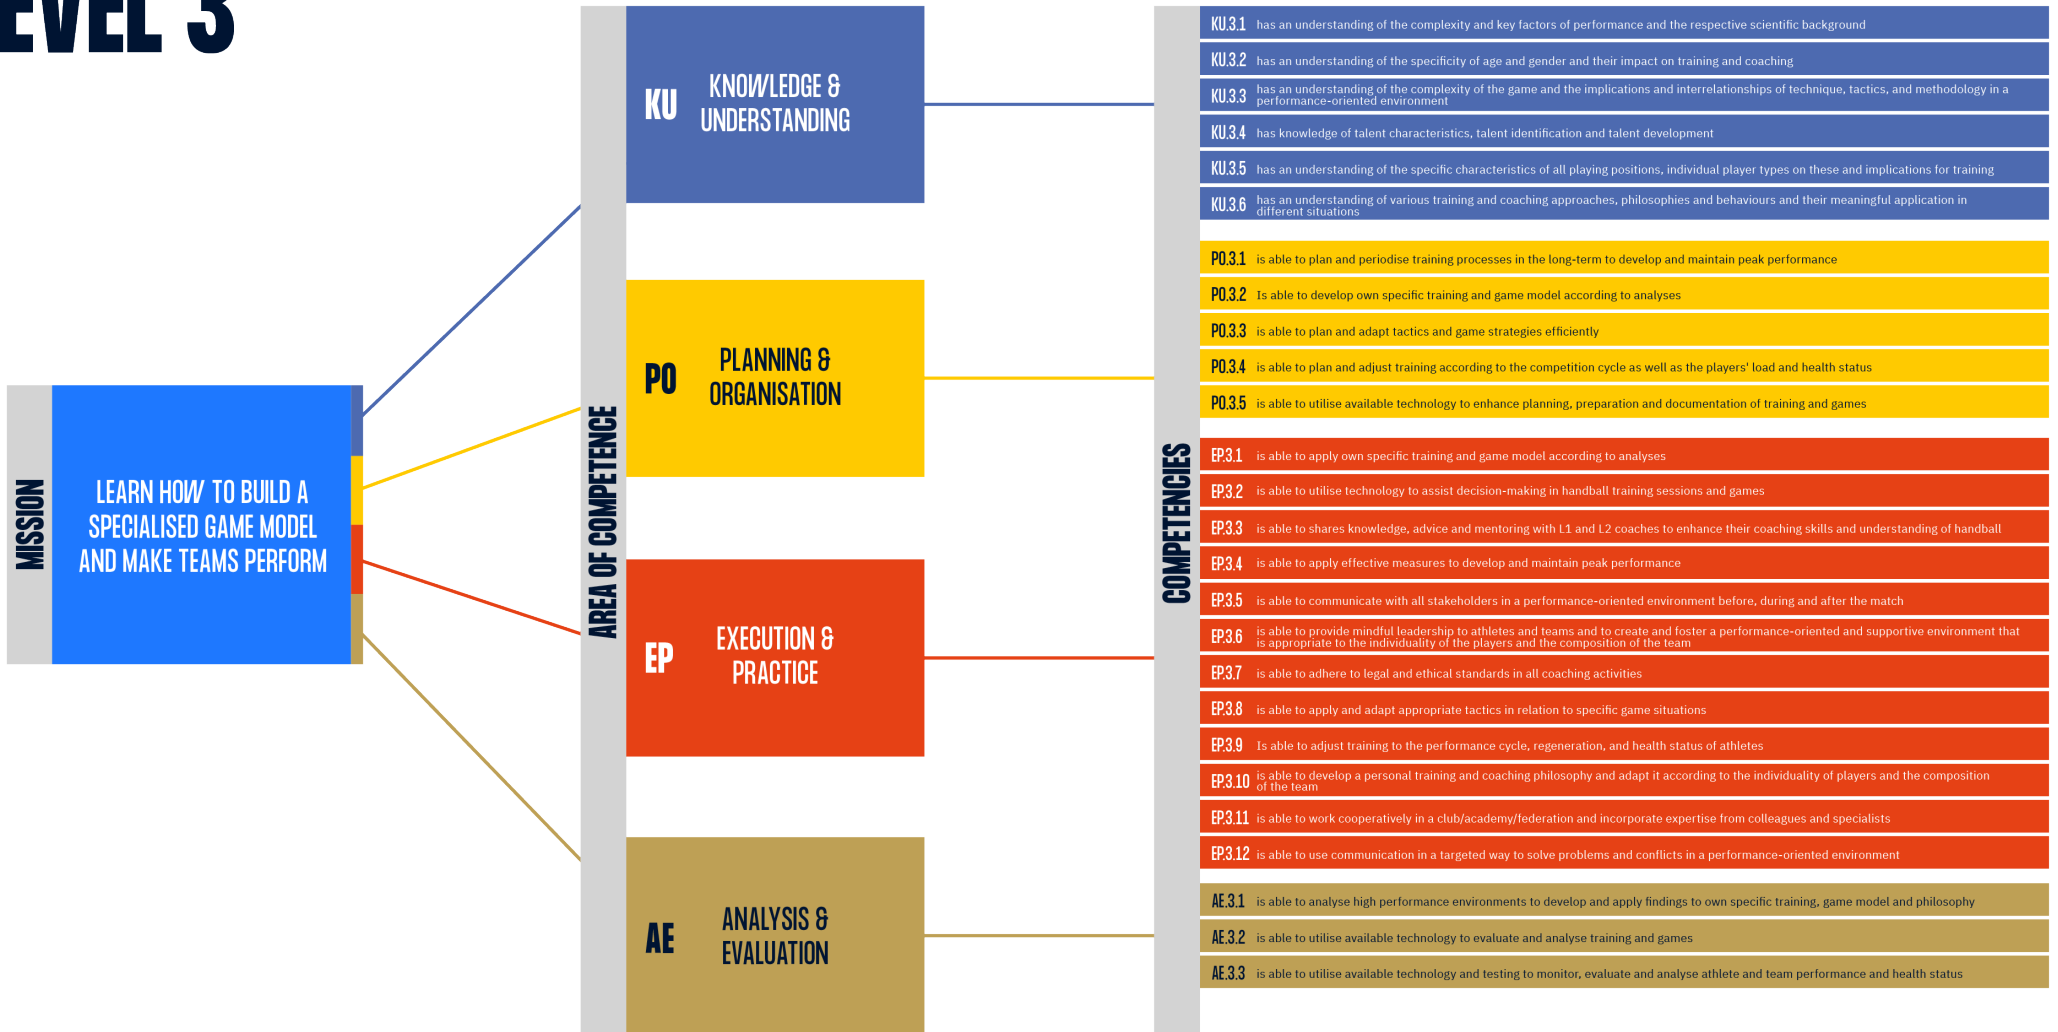 EVEL 3
MISSION
LEARN HOW TO BUILD A
SPECIALISED GAME MODEL
AND MAKE TEAMS PERFORM
AREA OF COMPETENCE
KU
KNOWLEDGE &
UNDERSTANDING
PO
PLANNING &
ORGANISATION
EP
EXECUTION &
PRACTICE
AE
ANALYSIS &
EVALUATION
COMPETENCIES
KU.3.1 has an understanding of the complexity and key factors of performance and the respective scientific background
KU.3.2 has an understanding of the specificity of age and gender and their impact on training and coaching
KU.3.3 has an understanding of the complexity of the game and the implications and interrelationships of technique, tactics, and methodology in a
performance-oriented environment
KU.3.4 has knowledge of talent characteristics, talent identification and talent development
KU.3.5 has an understanding of the specific characteristics of all playing positions, individual player types on these and implications for training
KU.3.6 has an understanding of various training and coaching approaches, philosophies and behaviours and their meaningful application in
different situations
PO.3.1 is able to plan and periodise training processes in the long-term to develop and maintain peak performance
PO.3.2 Is able to develop own specific training and game model according to analyses
PO.3.3 is able to plan and adapt tactics and game strategies efficiently
PO.3.4 is able to plan and adjust training according to the competition cycle as well as the players' load and health status
PO.3.5 is able to utilise available technology to enhance planning, preparation and documentation of training and games
EP.3.1 is able to apply own specific training and game model according to analyses
EP.3.2 is able to utilise technology to assist decision-making in handball training sessions and games
EP.3.3 is able to shares knowledge, advice and mentoring with L1 and L2 coaches to enhance their coaching skills and understanding of handball
EP.3.4 is able to apply effective measures to develop and maintain peak performance
EP.3.5 is able to communicate with all stakeholders in a performance-oriented environment before, during and after the match
EP.3.6 is able to provide mindful leadership to athletes and teams and to create and foster a performance-oriented and supportive environment that
is appropriate to the individuality of the players and the composition of the team
EP.3.7 is able to adhere to legal and ethical standards in all coaching activities
EP.3.8 is able to apply and adapt appropriate tactics in relation to specific game situations
EP.3.9 Is able to adjust training to the performance cycle, regeneration, and health status of athletes
EP.3.10 is able to develop a personal training and coaching philosophy and adapt it according to the individuality of players and the composition
of the team
EP.3.11 is able to work cooperatively in a club/academy/federation and incorporate expertise from colleagues and specialists
EP.3.12 is able to use communication in a targeted way to solve problems and conflicts in a performance-oriented environment
AE.3.1 is able to analyse high performance environments to develop and apply findings to own specific training, game model and philosophy
AE.3.2 is able to utilise available technology to evaluate and analyse training and games
AE.3.3 is able to utilise available technology and testing to monitor, evaluate and analyse athlete and team performance and health status